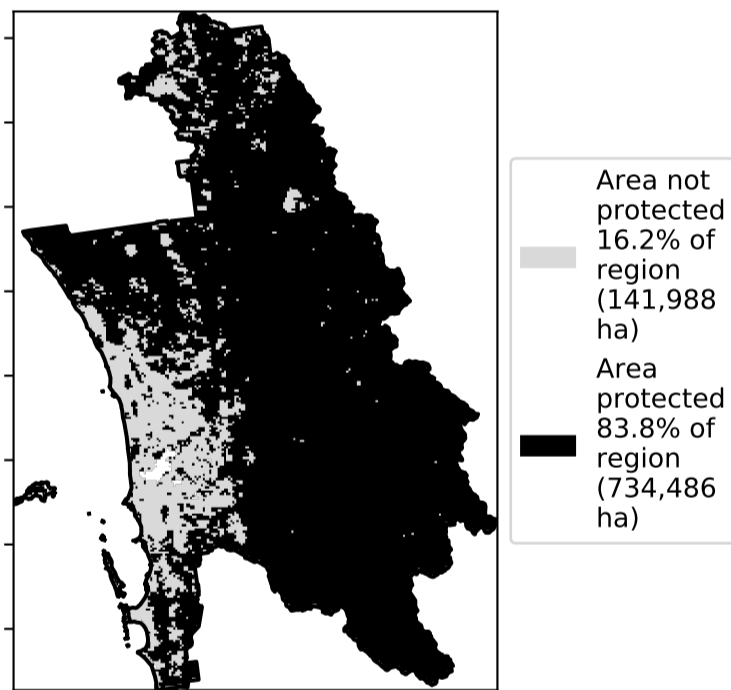 Area not
protected
16.2% of
region
(141,988
ha)
Area
protected
83.8% of
region
(734,486
ha)